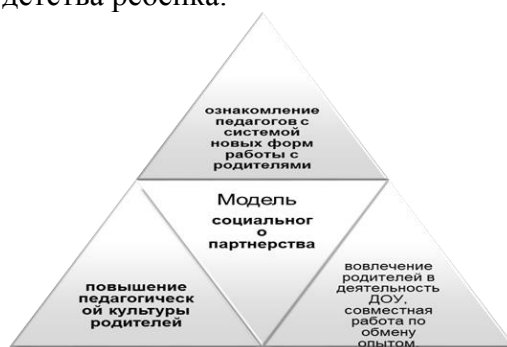 детства ребенка.
ознакомление
педагогов с
системой
новых форм
работы с
родителями
Модель
социальног
о
партнерства
повышение
педагогическ
ой культуры
родителей
вовлечение
родителей в
деятельность
ДОУ,
совместная
работа по
обмену
опытом